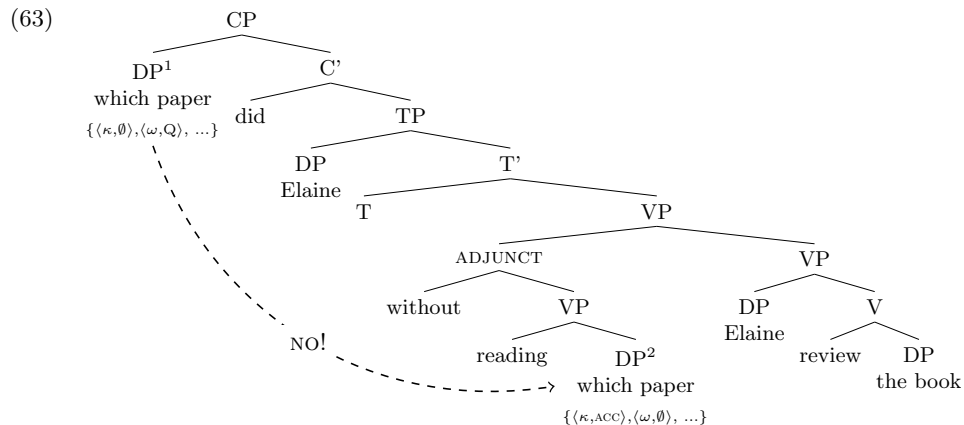 (63)
CP
DP¹
which paper
{⟨κ,∅⟩,⟨ω,Q⟩, ...}
C'
did
TP
DP
Elaine
T'
T
VP
ADJUNCT
VP
without
VP
DP
Elaine
V
NO!
reading
DP²
which paper
{⟨κ,ACC⟩,⟨ω,∅⟩, ...}
review
DP
the book